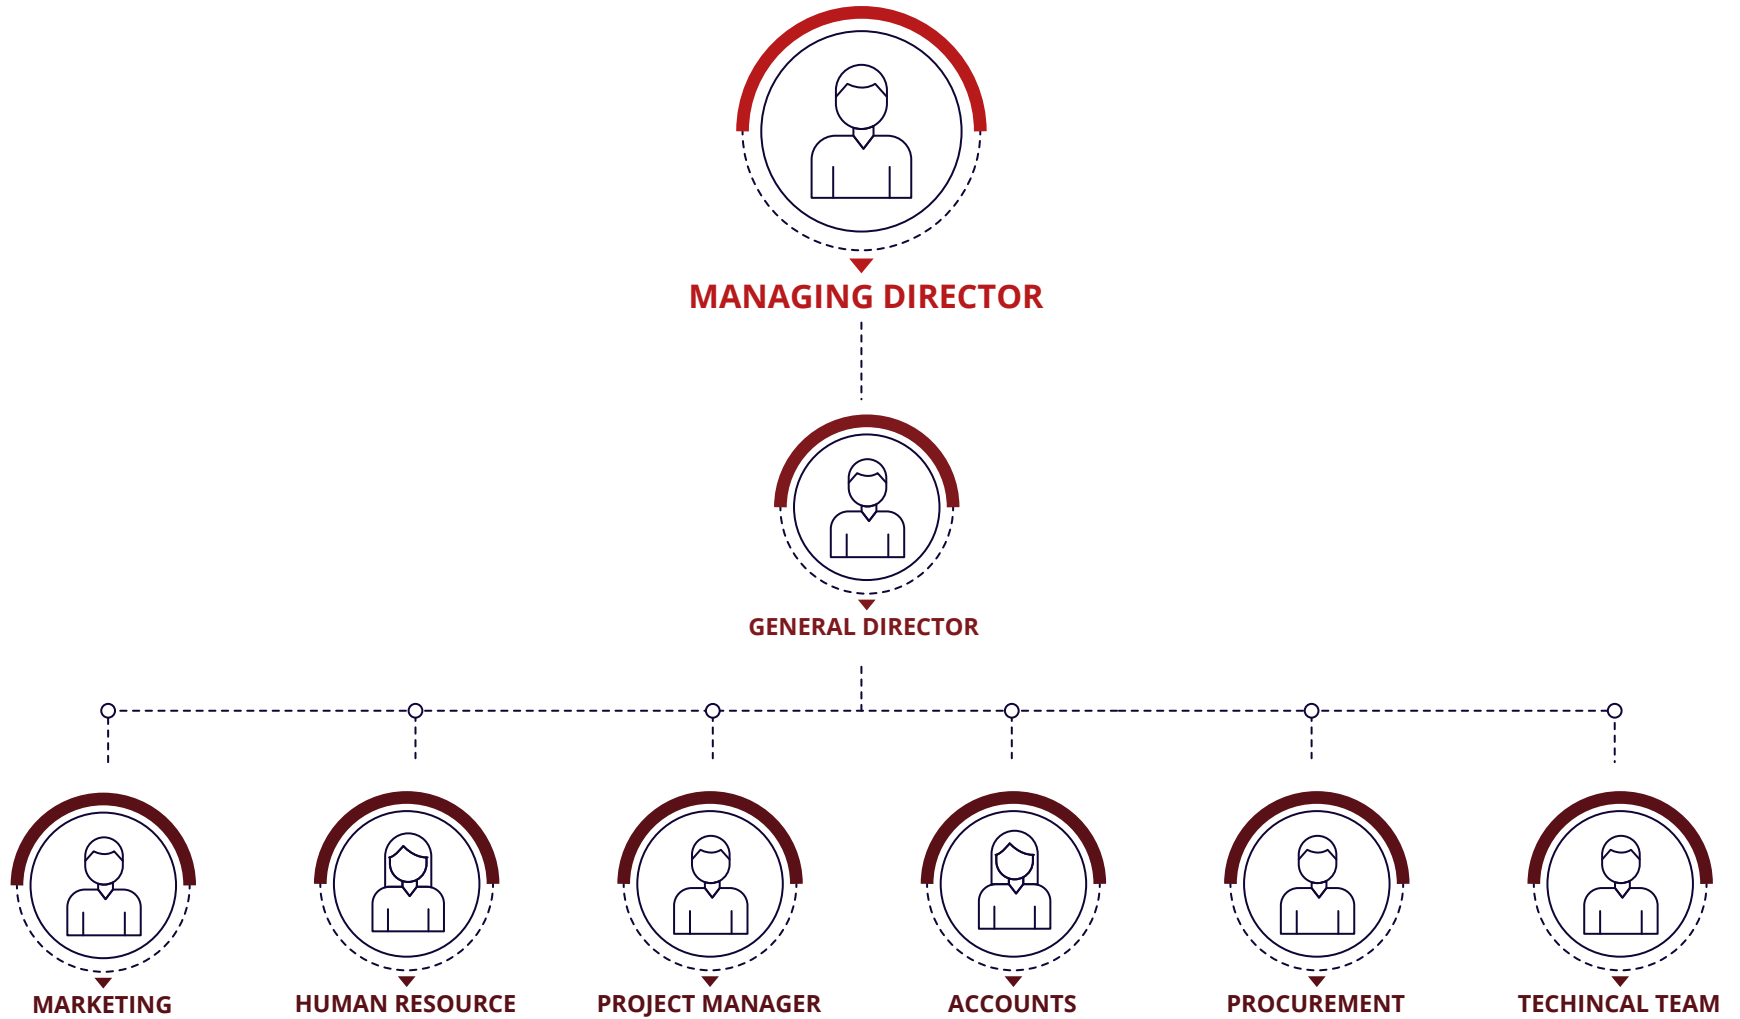 MANAGING DIRECTOR
GENERAL DIRECTOR
MARKETING
HUMAN RESOURCE
PROJECT MANAGER
ACCOUNTS
PROCUREMENT
TECHINCAL TEAM